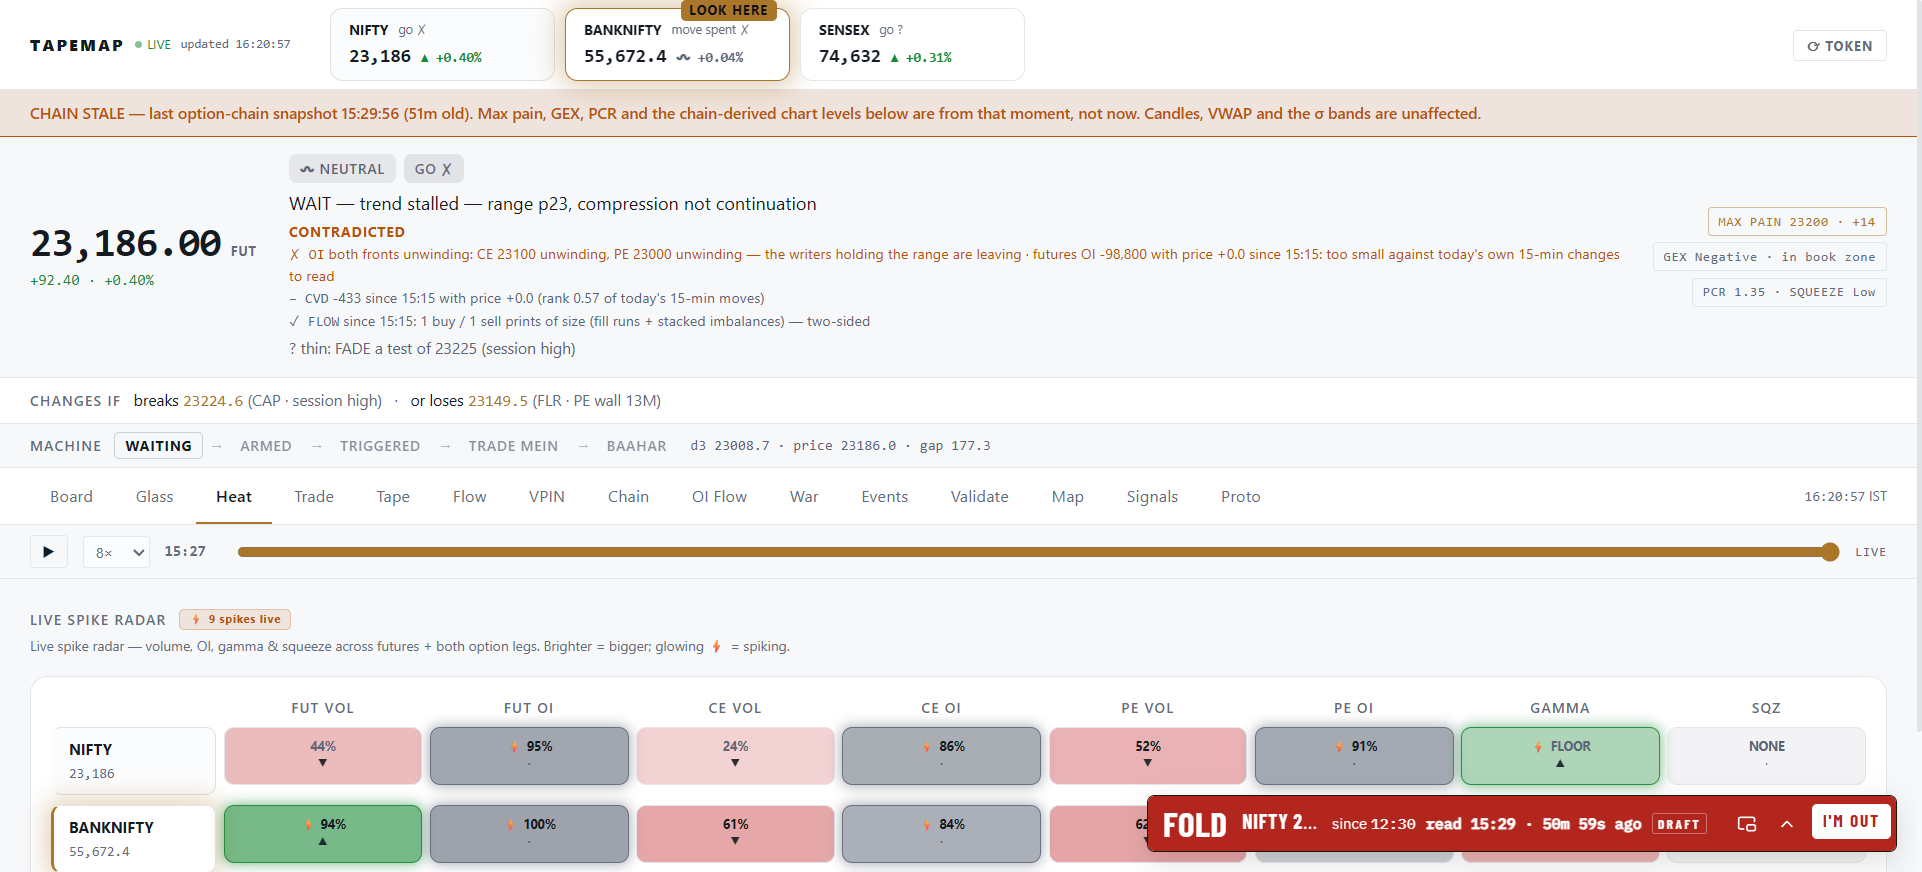 TAPEMAP
LIVE updated 16:20:57
NIFTY go ✗
23,186 ▲ +0.40%
LOOK HERE
BANKNIFTY move spent ✗
55,672.4 +0.04%
SENSEX go ?
74,632 ▲ +0.31%
⟳ TOKEN
CHAIN STALE — last option-chain snapshot 15:29:56 (51m old). Max pain, GEX, PCR and the chain-derived chart levels below are from that moment, not now. Candles, VWAP and the σ bands are unaffected.
23,186.00 FUT
+92.40 · +0.40%
NEUTRAL GO ✗
WAIT — trend stalled — range p23, compression not continuation
CONTRADICTED
✗ OI both fronts unwinding: CE 23100 unwinding, PE 23000 unwinding — the writers holding the range are leaving · futures OI -98,800 with price +0.0 since 15:15: too small against today's own 15-min changes
to read
– CVD -433 since 15:15 with price +0.0 (rank 0.57 of today's 15-min moves)
✓ FLOW since 15:15: 1 buy / 1 sell prints of size (fill runs + stacked imbalances) — two-sided
? thin: FADE a test of 23225 (session high)
MAX PAIN 23200 · +14
GEX Negative · in book zone
PCR 1.35 · SQUEEZE Low
CHANGES IF breaks 23224.6 (CAP · session high) · or loses 23149.5 (FLR · PE wall 13M)
MACHINE WAITING → ARMED → TRIGGERED → TRADE MEIN → BAAHAR d3 23008.7 · price 23186.0 · gap 177.3
Board Glass Heat Trade Tape Flow VPIN Chain OI Flow War Events Validate Map Signals Proto 16:20:57 IST
8× 15:27 LIVE
LIVE SPIKE RADAR ⚡ 9 spikes live
Live spike radar — volume, OI, gamma & squeeze across futures + both option legs. Brighter = bigger; glowing ⚡ = spiking.
FUT VOL FUT OI CE VOL CE OI PE VOL PE OI GAMMA SQZ
NIFTY 44% ⚡ 95% 24% ⚡ 86% 52% ⚡ 91% ⚡ FLOOR NONE
23,186 ▼ · ▼ · ▼ · ▲ ·
BANKNIFTY ⚡ 94% ⚡ 100% 61% ⚡ 84%
55,672.4 ▲ · ▼ ·
FOLD NIFTY 2... since 12:30 read 15:29 · 50m 59s ago DRAFT I'M OUT